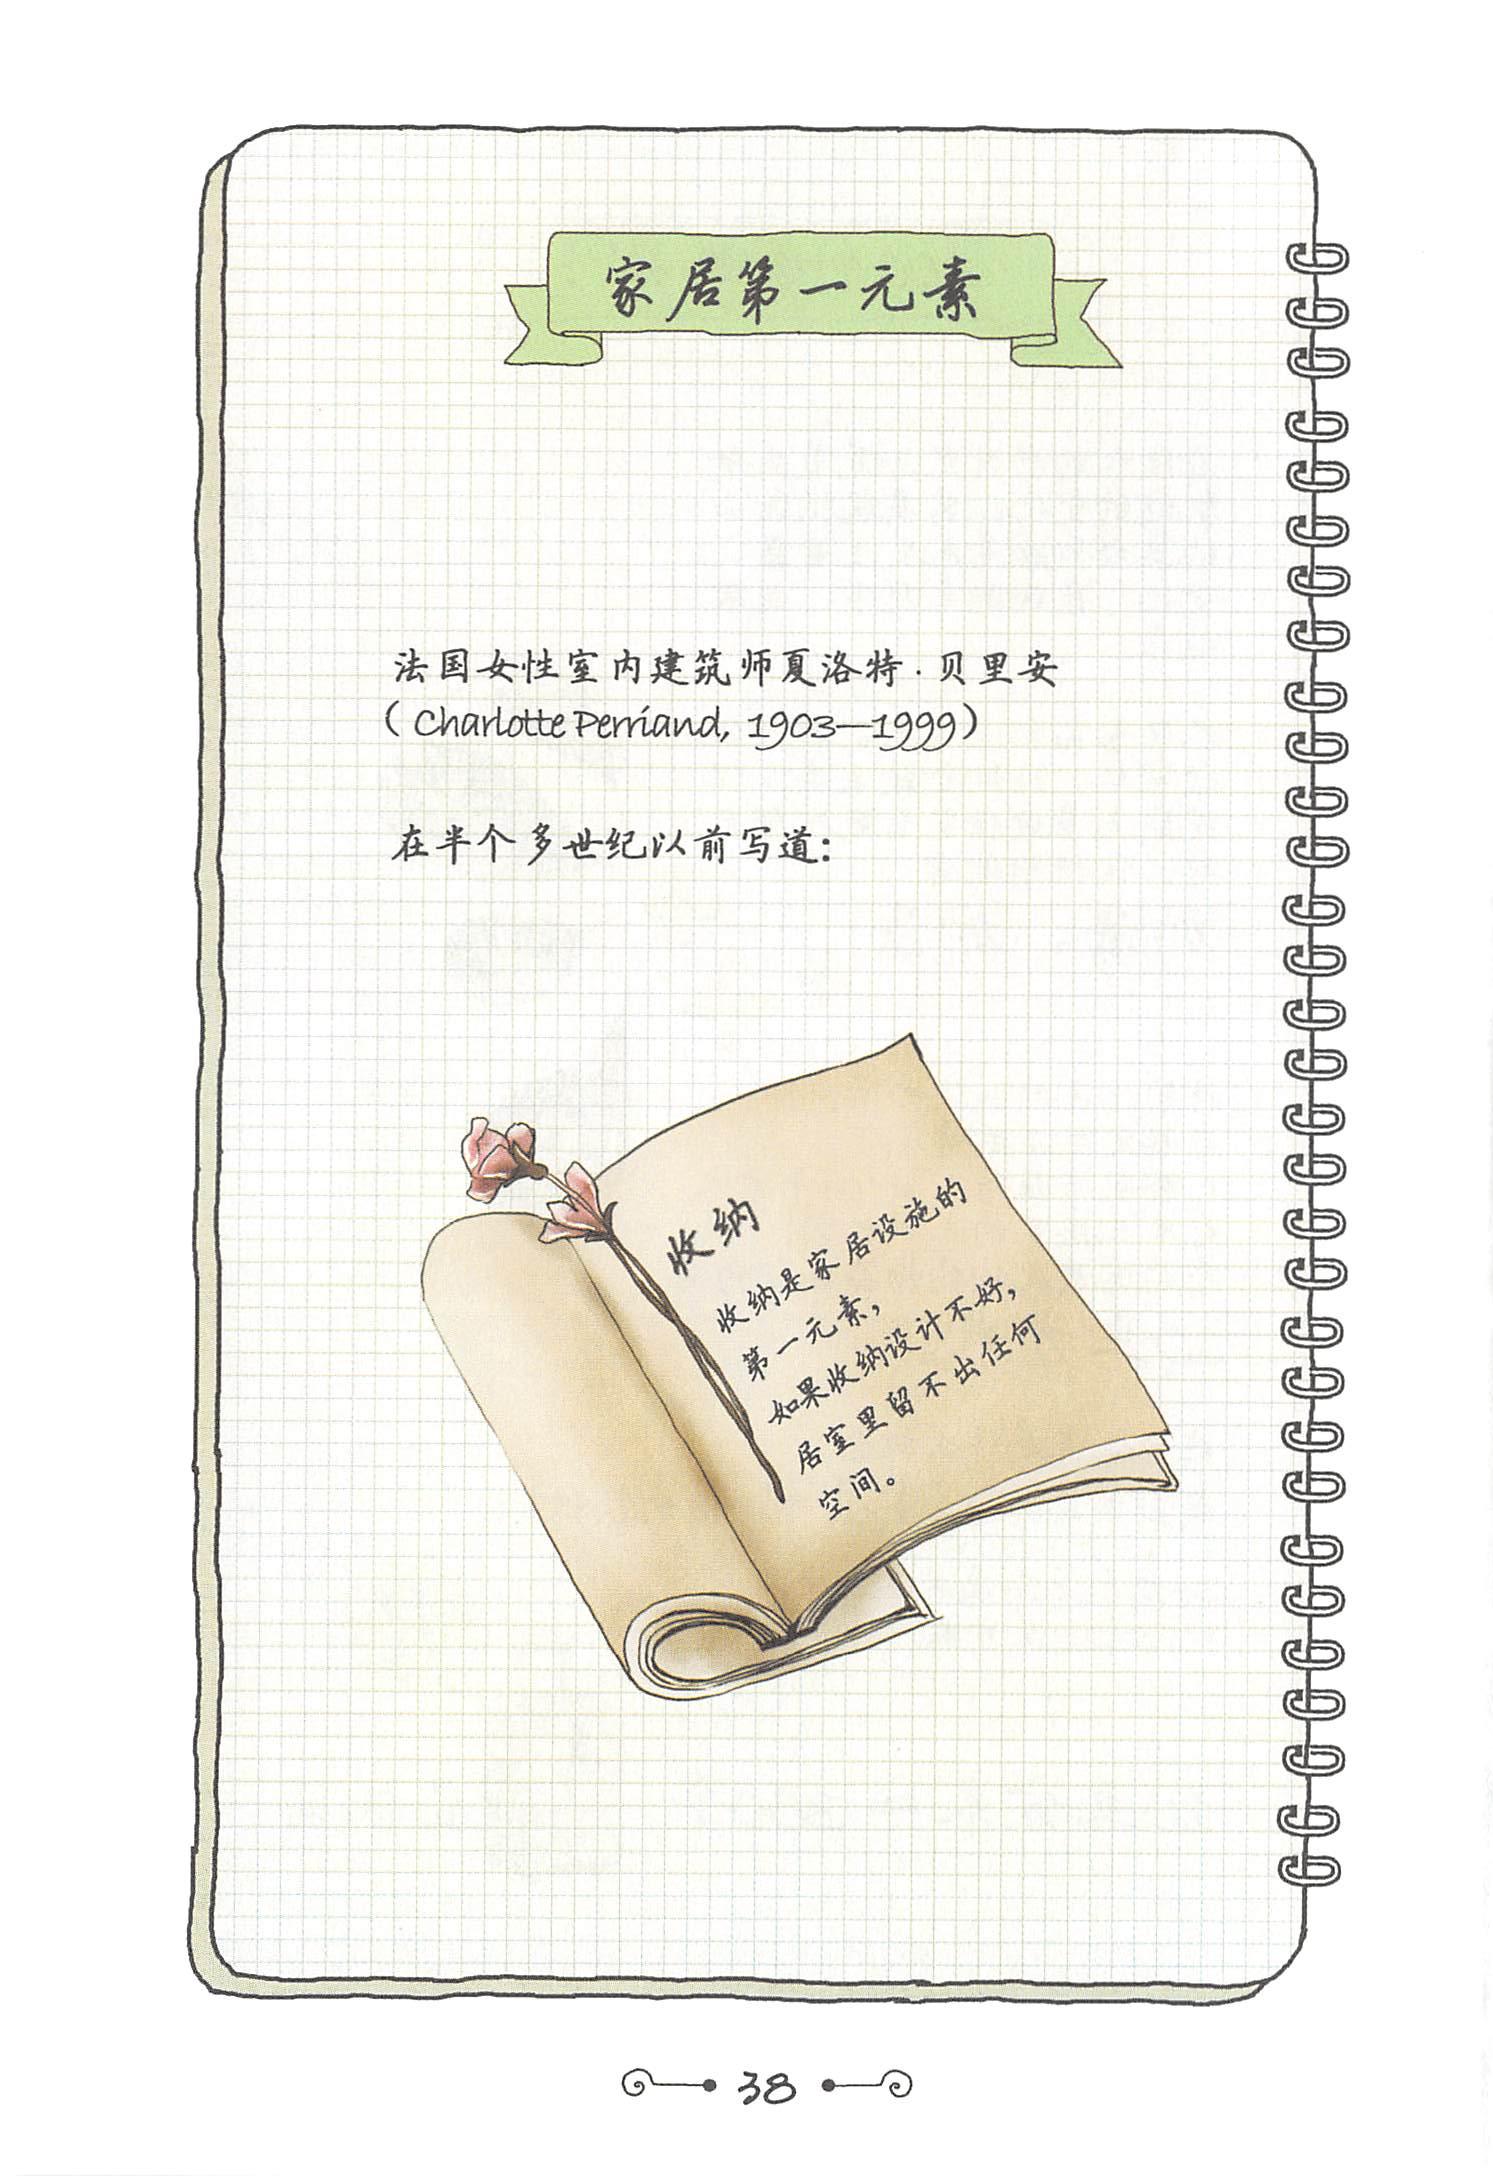 家居第一元素
法国女性室内建筑师夏洛特·贝里安
(Charlotte Perriand, 1903—1999)
在半个多世纪以前写道：
收纳
收纳是家居设施的
第一元素，
如果收纳设计不好，
居室里留不出任何
空间。
38